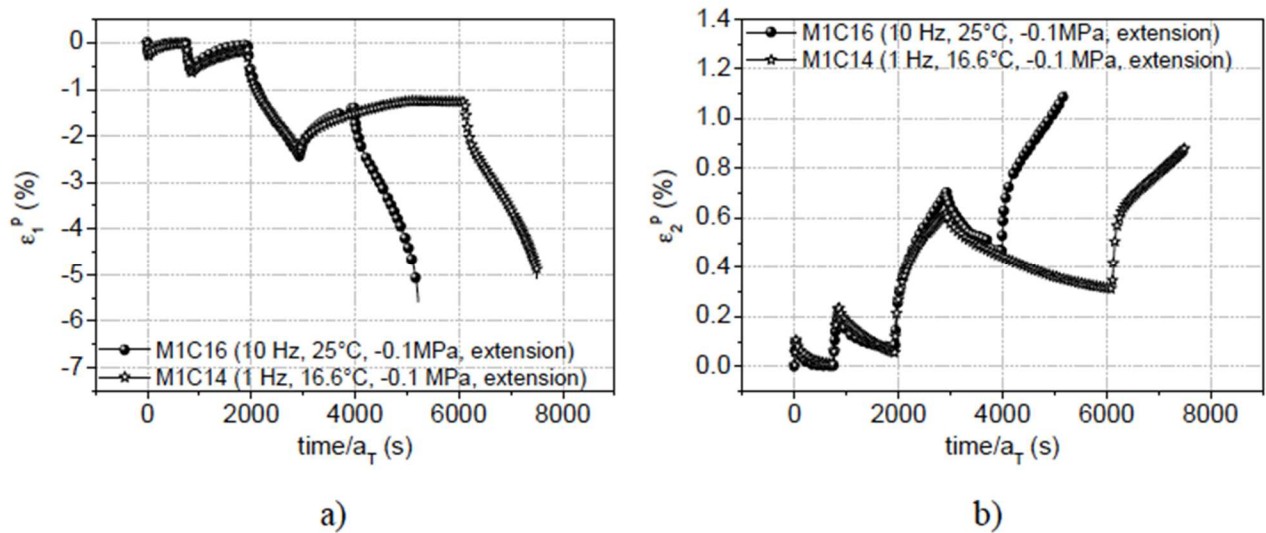 0
-1
-2
-3
-4
-5
-6
-7
ε₁ᵖ (%)
M1C16 (10 Hz, 25°C, -0.1MPa, extension)
M1C14 (1 Hz, 16.6°C, -0.1 MPa, extension)
0 2000 4000 6000 8000
time/a_T (s)
a)
1.4
1.2
1.0
0.8
0.6
0.4
0.2
0.0
ε₂ᵖ (%)
M1C16 (10 Hz, 25°C, -0.1MPa, extension)
M1C14 (1 Hz, 16.6°C, -0.1 MPa, extension)
0 2000 4000 6000 8000
time/a_T (s)
b)